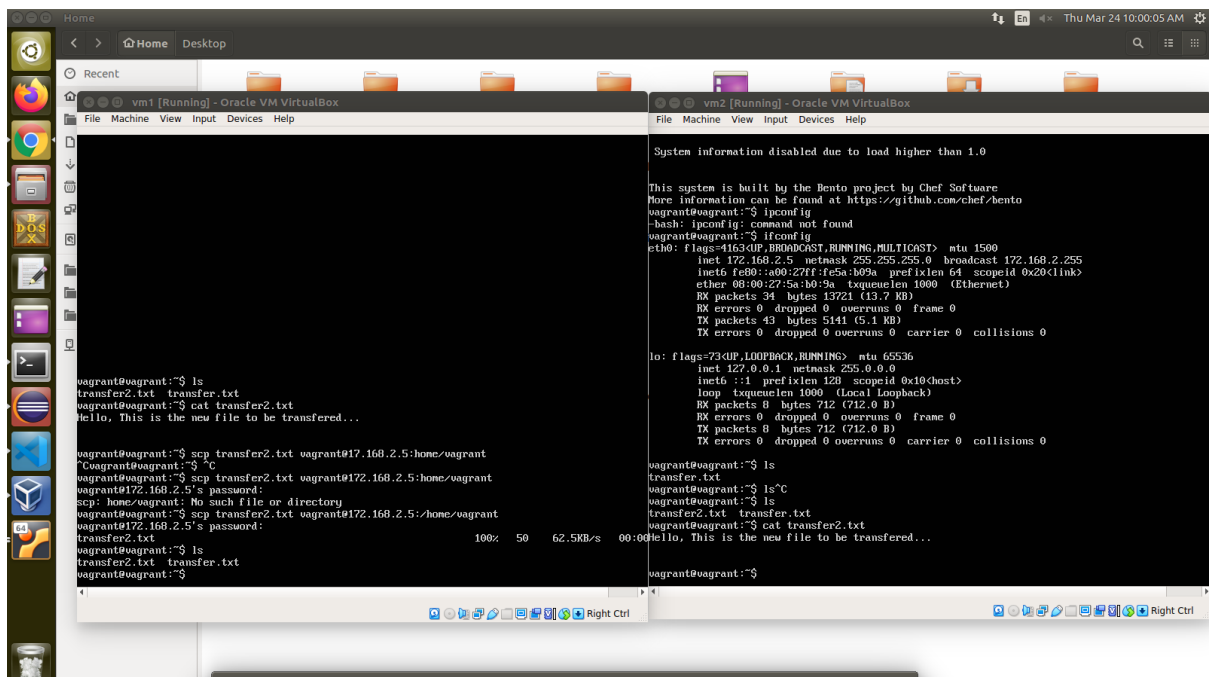 Home
En
Thu Mar 24 10:00:05 AM
Home Desktop
Recent
vm1 [Running] - Oracle VM VirtualBox
File Machine View Input Devices Help
vagrant@vagrant:~$ ls
transfer2.txt transfer.txt
vagrant@vagrant:~$ cat transfer2.txt
Hello, This is the new file to be transfered...
vagrant@vagrant:~$ scp transfer2.txt vagrant@17.168.2.5:home/vagrant
^Cvagrant@vagrant:~$ ^C
vagrant@vagrant:~$ scp transfer2.txt vagrant@172.168.2.5:home/vagrant
vagrant@172.168.2.5's password:
scp: home/vagrant: No such file or directory
vagrant@vagrant:~$ scp transfer2.txt vagrant@172.168.2.5:/home/vagrant
vagrant@172.168.2.5's password:
transfer2.txt 100% 50 62.5KB/s 00:00
vagrant@vagrant:~$ ls
transfer2.txt transfer.txt
vagrant@vagrant:~$
Right Ctrl
vm2 [Running] - Oracle VM VirtualBox
File Machine View Input Devices Help
System information disabled due to load higher than 1.0
This system is built by the Bento project by Chef Software
More information can be found at https://github.com/chef/bento
vagrant@vagrant:~$ ipconfig
-bash: ipconfig: command not found
vagrant@vagrant:~$ ifconfig
eth0: flags=4163<UP,BROADCAST,RUNNING,MULTICAST> mtu 1500
inet 172.168.2.5 netmask 255.255.255.0 broadcast 172.168.2.255
inet6 fe80::a00:27ff:fe5a:b09a prefixlen 64 scopeid 0x20<link>
ether 08:00:27:5a:b0:9a txqueuelen 1000 (Ethernet)
RX packets 34 bytes 13721 (13.7 KB)
RX errors 0 dropped 0 overruns 0 frame 0
TX packets 43 bytes 5141 (5.1 KB)
TX errors 0 dropped 0 overruns 0 carrier 0 collisions 0
lo: flags=73<UP,LOOPBACK,RUNNING> mtu 65536
inet 127.0.0.1 netmask 255.0.0.0
inet6 ::1 prefixlen 128 scopeid 0x10<host>
loop txqueuelen 1000 (Local Loopback)
RX packets 8 bytes 712 (712.0 B)
RX errors 0 dropped 0 overruns 0 frame 0
TX packets 8 bytes 712 (712.0 B)
TX errors 0 dropped 0 overruns 0 carrier 0 collisions 0
vagrant@vagrant:~$ ls
transfer.txt
vagrant@vagrant:~$ ls^C
vagrant@vagrant:~$ ls
transfer2.txt transfer.txt
vagrant@vagrant:~$ cat transfer2.txt
Hello, This is the new file to be transfered...
vagrant@vagrant:~$
Right Ctrl
DOS
X
64